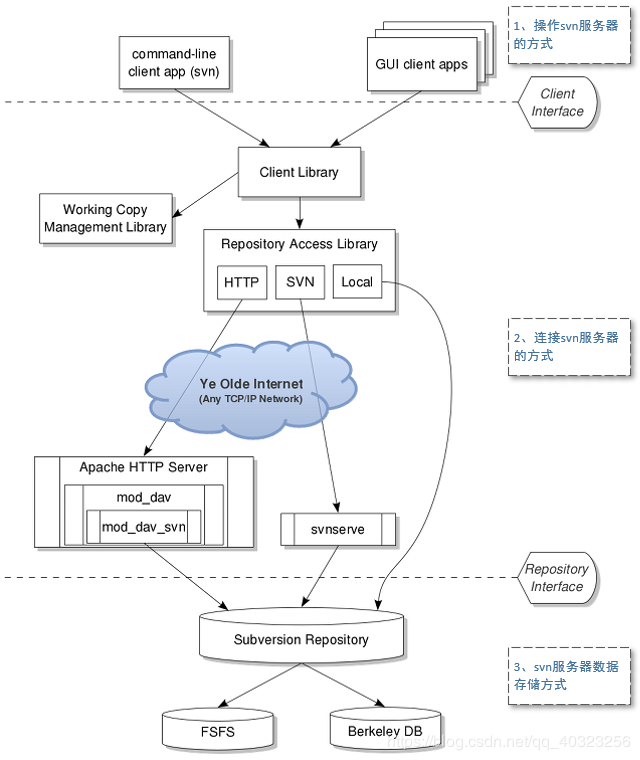 command-line
client app (svn)
GUI client apps
1、操作svn服务器
的方式
Client
Interface
Client Library
Working Copy
Management Library
Repository Access Library
HTTP
SVN
Local
2、连接svn服务器
的方式
Ye Olde Internet
(Any TCP/IP Network)
Apache HTTP Server
mod_dav
mod_dav_svn
svnserve
Repository
Interface
Subversion Repository
3、svn服务器数据
存储方式
FSFS
Berkeley DB
https://blog.csdn.net/qq_40323256